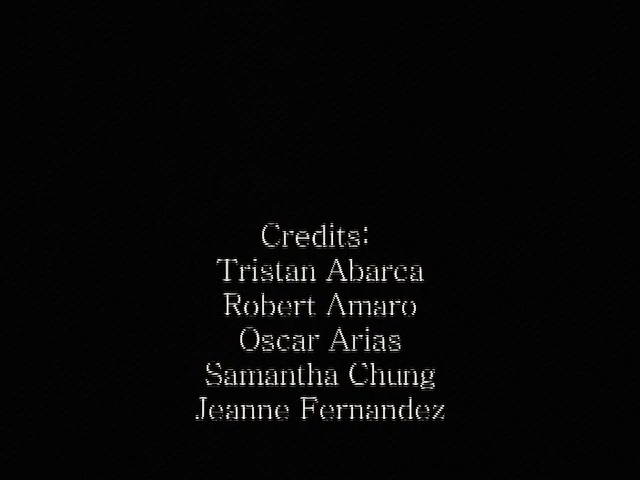 Credits:
Tristan Abarca
Robert Amaro
Oscar Arias
Samantha Chung
Jeanne Fernandez